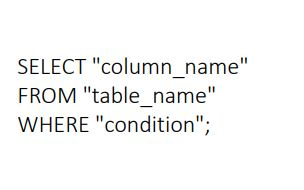 SELECT "column_name"
FROM "table_name"
WHERE "condition";